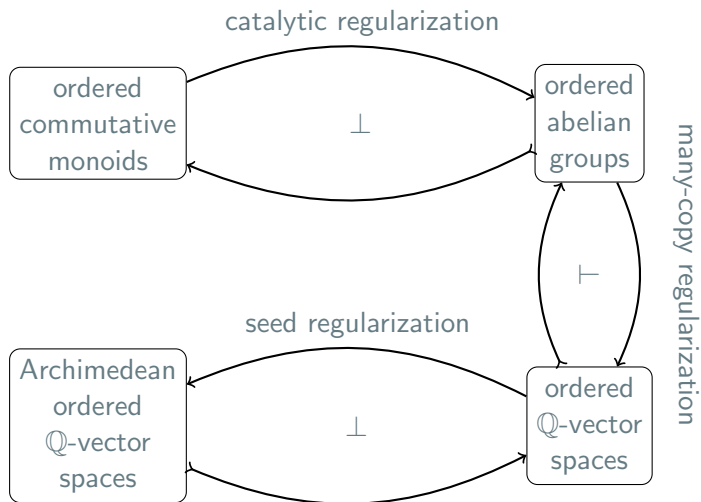 catalytic regularization
ordered
commutative
monoids
⊥
ordered
abelian
groups
many-copy regularization
⊢
seed regularization
Archimedean
ordered
ℚ-vector
spaces
⊥
ordered
ℚ-vector
spaces